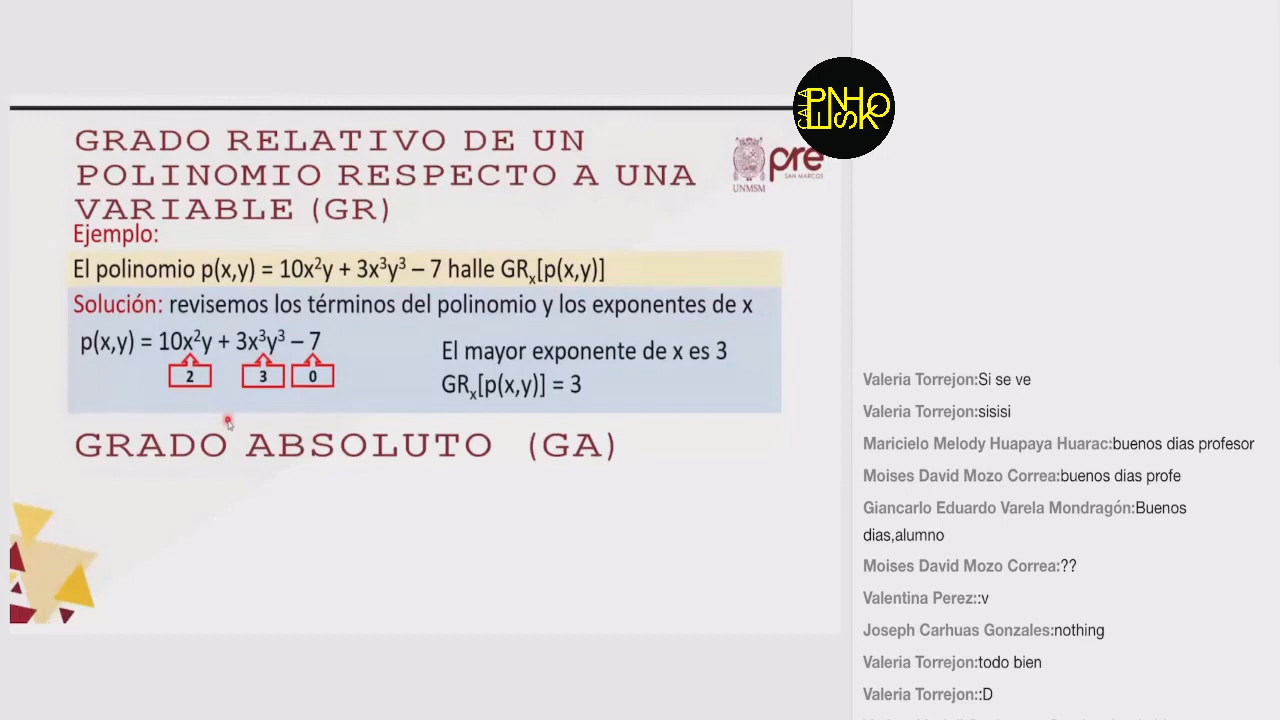 CALA
PENHO
ESK
GRADO RELATIVO DE UN
POLINOMIO RESPECTO A UNA
VARIABLE (GR)
UNMSM
pre
SAN MARCOS
Ejemplo:
El polinomio p(x,y) = 10x²y + 3x³y³ – 7 halle GRₓ[p(x,y)]
Solución: revisemos los términos del polinomio y los exponentes de x
p(x,y) = 10x²y + 3x³y³ – 7
2 3 0
El mayor exponente de x es 3
GRₓ[p(x,y)] = 3
GRADO ABSOLUTO (GA)
Valeria Torrejon:Si se ve
Valeria Torrejon:sisisi
Maricielo Melody Huapaya Huarac:buenos dias profesor
Moises David Mozo Correa:buenos dias profe
Giancarlo Eduardo Varela Mondragón:Buenos
dias,alumno
Moises David Mozo Correa:??
Valentina Perez::v
Joseph Carhuas Gonzales:nothing
Valeria Torrejon:todo bien
Valeria Torrejon::D